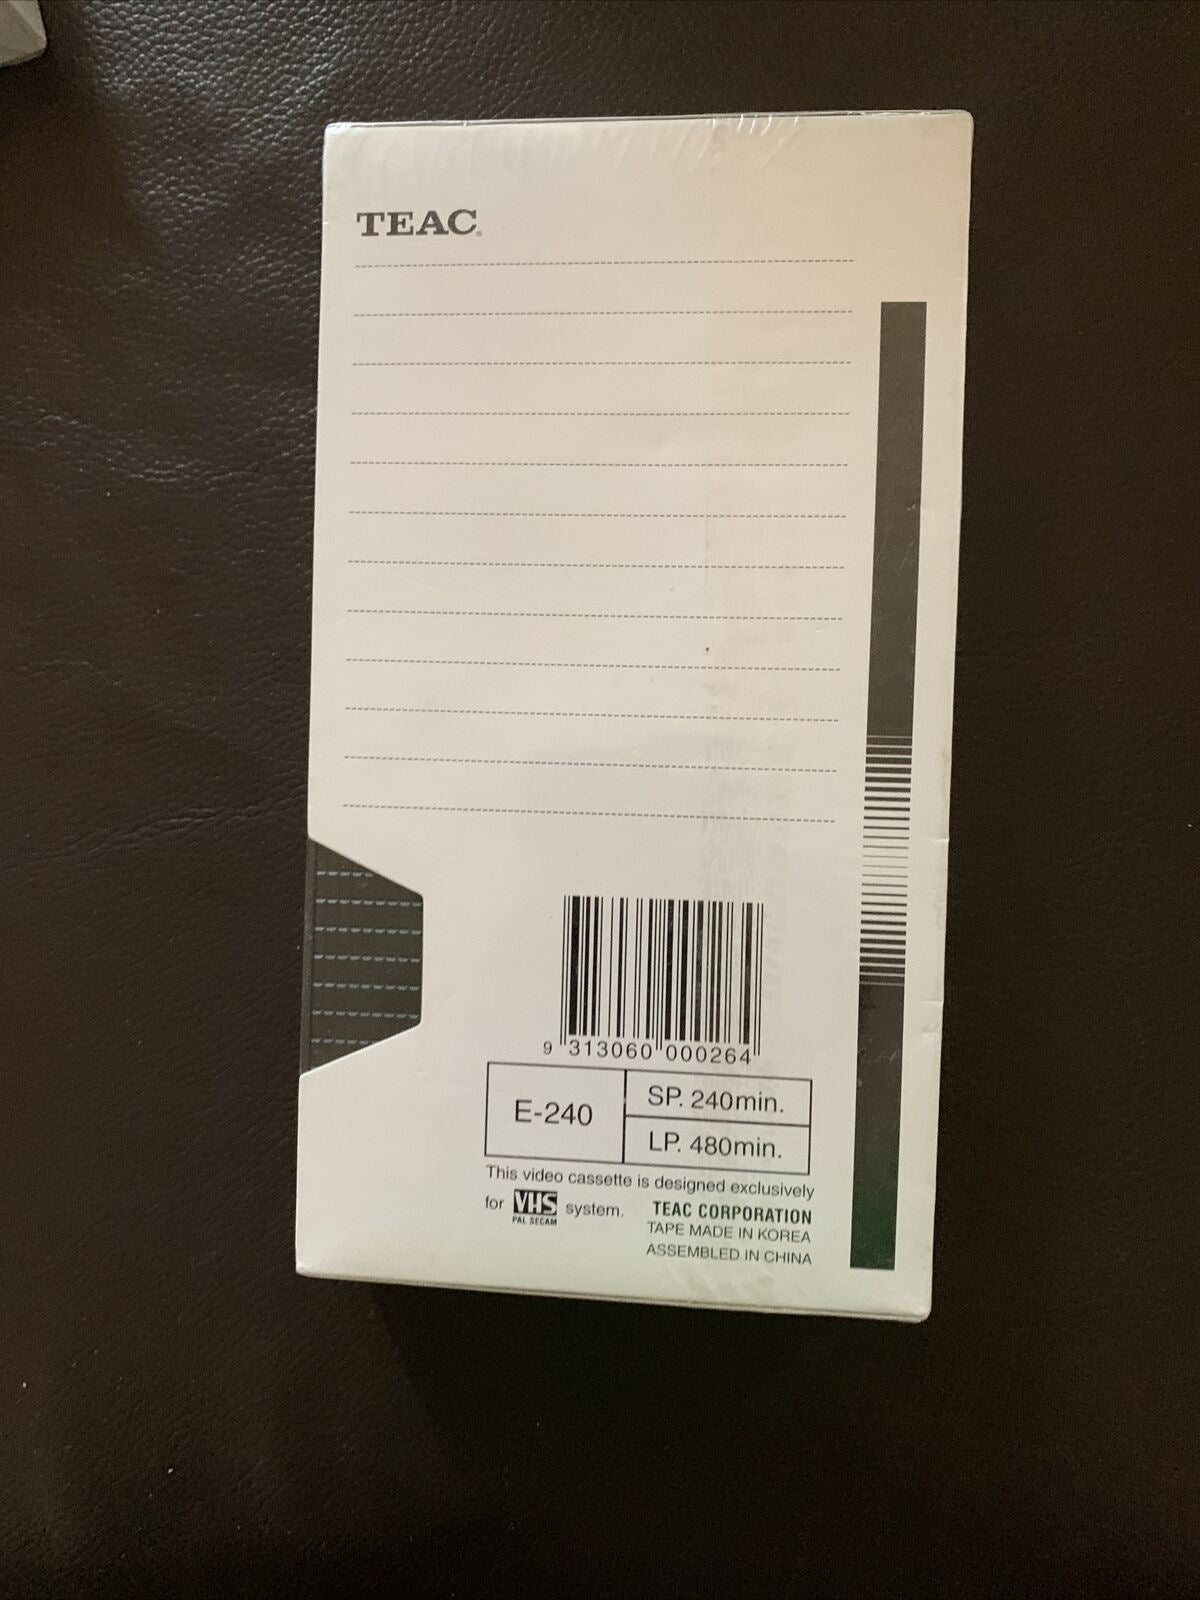 TEAC®
9 313060 000264
E-240
SP. 240min.
LP. 480min.
This video cassette is designed exclusively
for VHS system.
PAL SECAM
TEAC CORPORATION
TAPE MADE IN KOREA
ASSEMBLED IN CHINA